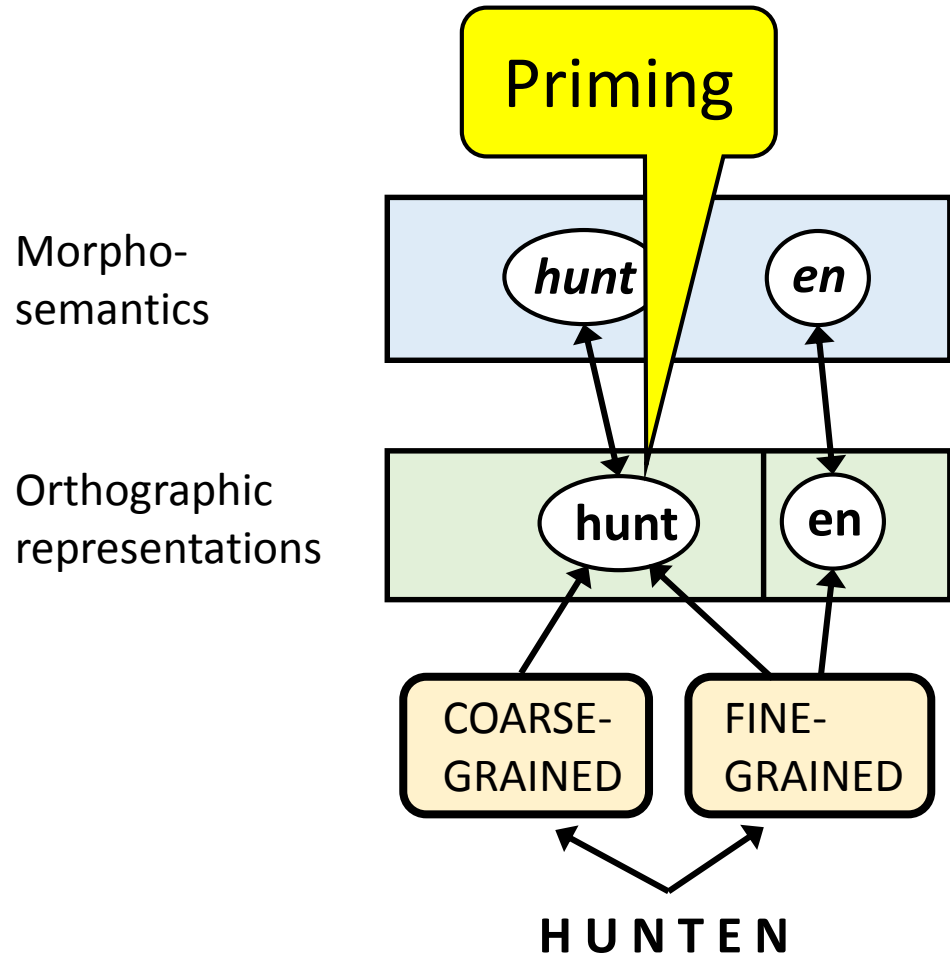 Priming
Morpho-
semantics
hunt
en
Orthographic
representations
hunt
en
COARSE-
GRAINED
FINE-
GRAINED
HUNTEN